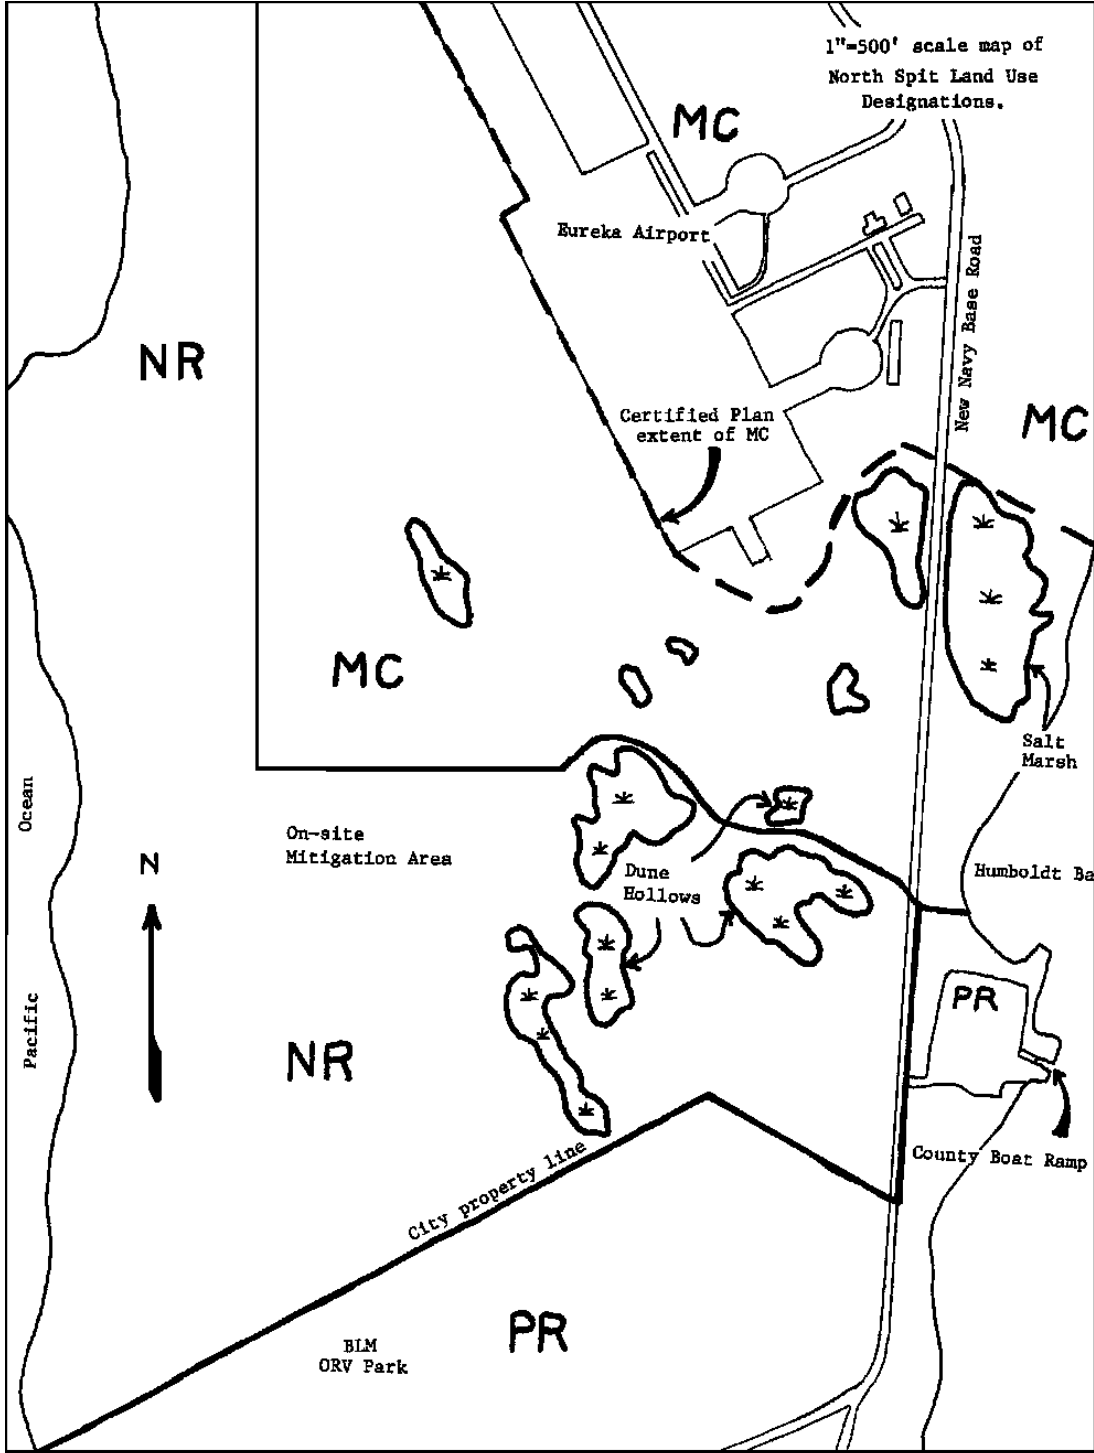 1"=500' scale map of
North Spit Land Use
Designations.
MC
Eureka Airport
New Navy Base Road
NR
Certified Plan
extent of MC
MC
MC
Salt
Marsh
Ocean
On-site
Mitigation Area
N
Dune
Hollows
Humboldt Ba
Pacific
PR
NR
County Boat Ramp
City property line
PR
BLM
ORV Park